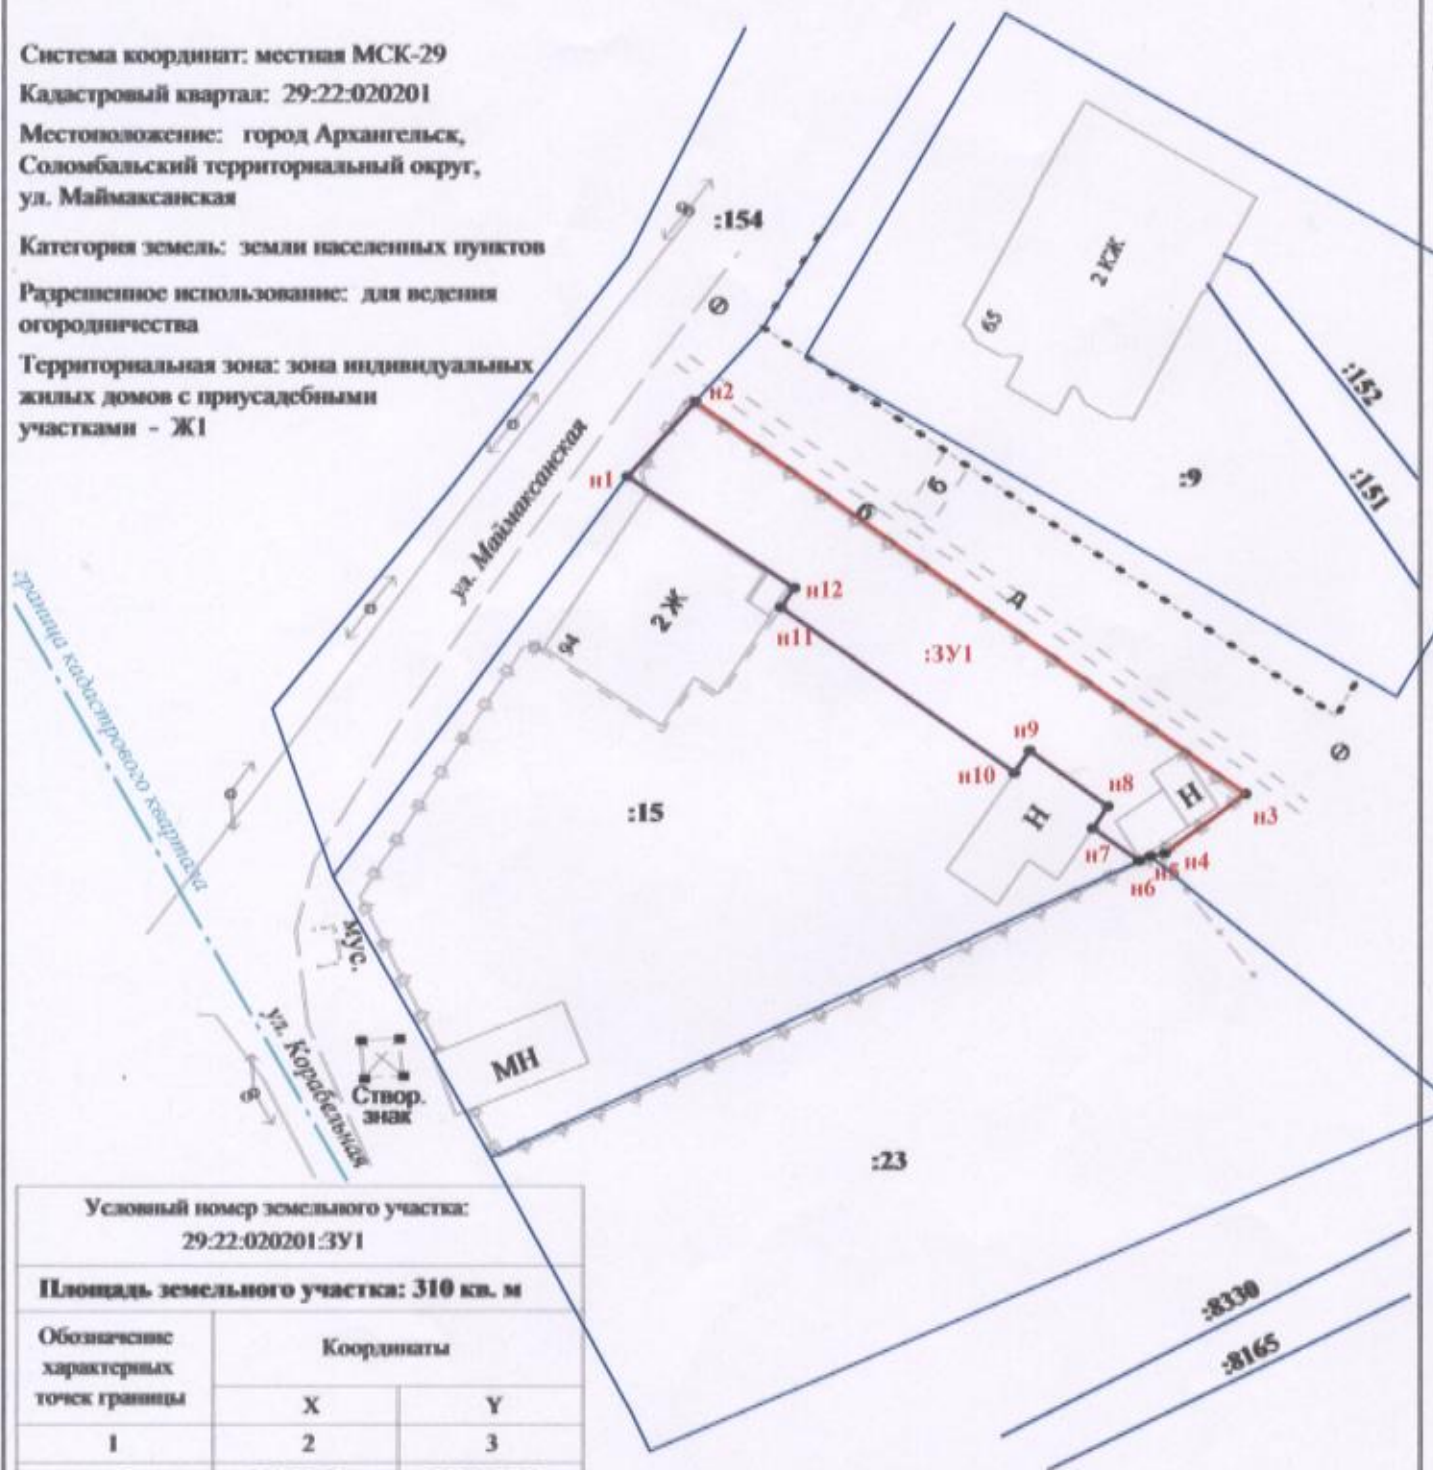 Система координат: местная МСК-29
Кадастровый квартал: 29:22:020201
Местоположение: город Архангельск,
Соломбальский территориальный округ,
ул. Маймаксанская
Категория земель: земли населенных пунктов
Разрешенное использование: для ведения
огородничества
Территориальная зона: зона индивидуальных
жилых домов с приусадебными
участками - Ж1
:154
2 КЖ
65
:152
:151
:9
н2
н1
ул. Маймаксанская
б
б
д
н12
н11
2 Ж
94
:ЗУ1
граница кадастрового квартала
н9
н10
н8
Н
Н
н3
н7
н4
н5
н6
:15
мус.
ул. Корабельная
Створ.
знак
МН
:23
:8330
:8165
Условный номер земельного участка:
29:22:020201:ЗУ1
Площадь земельного участка: 310 кв. м
Обозначение
характерных
точек границы
Координаты
X
Y
1
2
3